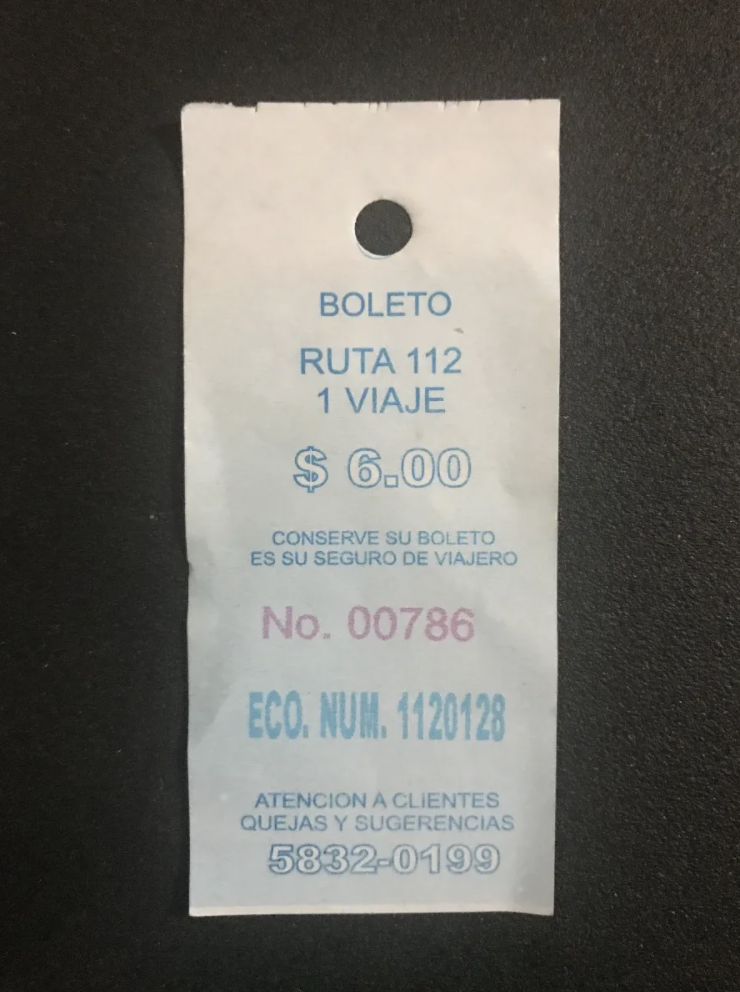 BOLETO
RUTA 112
1 VIAJE
$ 6.00
CONSERVE SU BOLETO
ES SU SEGURO DE VIAJERO
No. 00786
ECO. NUM. 1120128
ATENCION A CLIENTES
QUEJAS Y SUGERENCIAS
5832-0199